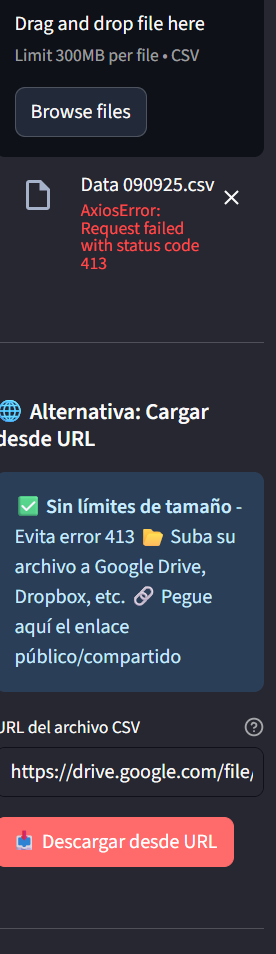 Drag and drop file here
Limit 300MB per file • CSV
Browse files
Data 090925.csv
AxiosError:
Request failed
with status code
413
🌐 Alternativa: Cargar
desde URL
✅ Sin límites de tamaño -
Evita error 413 📂 Suba su
archivo a Google Drive,
Dropbox, etc. 🔗 Pegue
aquí el enlace
público/compartido
URL del archivo CSV
https://drive.google.com/file/
📥 Descargar desde URL